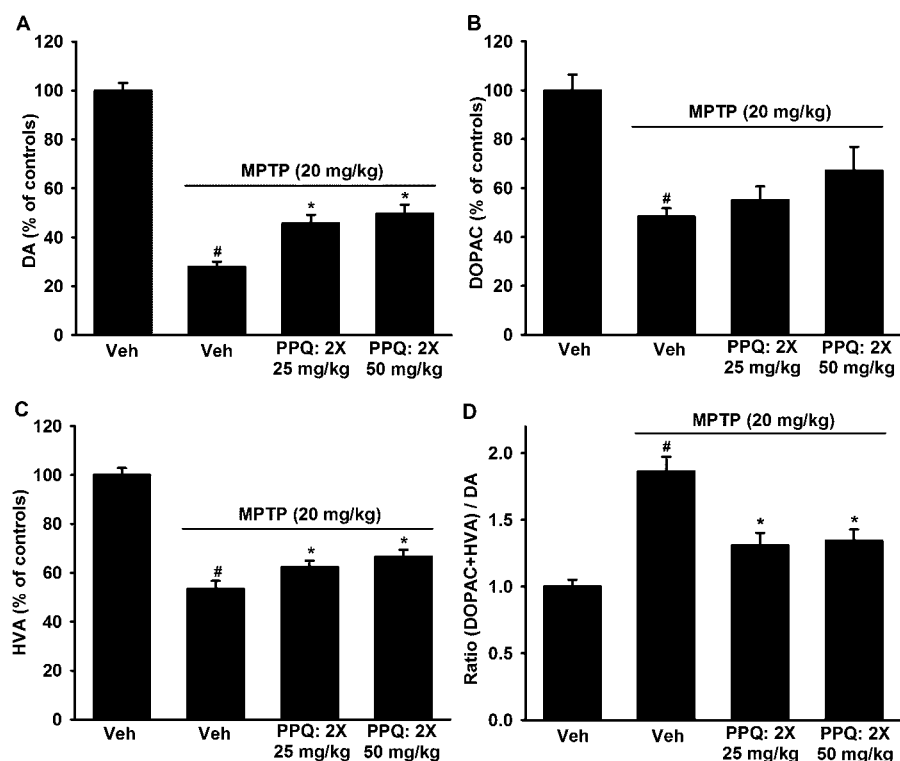 A
DA (% of controls)
120
100
80
60
40
20
0
MPTP (20 mg/kg)
#
*
*
Veh
Veh
PPQ: 2X
25 mg/kg
PPQ: 2X
50 mg/kg
B
DOPAC (% of controls)
120
100
80
60
40
20
0
MPTP (20 mg/kg)
#
Veh
Veh
PPQ: 2X
25 mg/kg
PPQ: 2X
50 mg/kg
C
HVA (% of controls)
120
100
80
60
40
20
0
MPTP (20 mg/kg)
#
*
*
Veh
Veh
PPQ: 2X
25 mg/kg
PPQ: 2X
50 mg/kg
D
Ratio (DOPAC+HVA) / DA
2.0
1.5
1.0
0.5
0.0
MPTP (20 mg/kg)
#
*
*
Veh
Veh
PPQ: 2X
25 mg/kg
PPQ: 2X
50 mg/kg